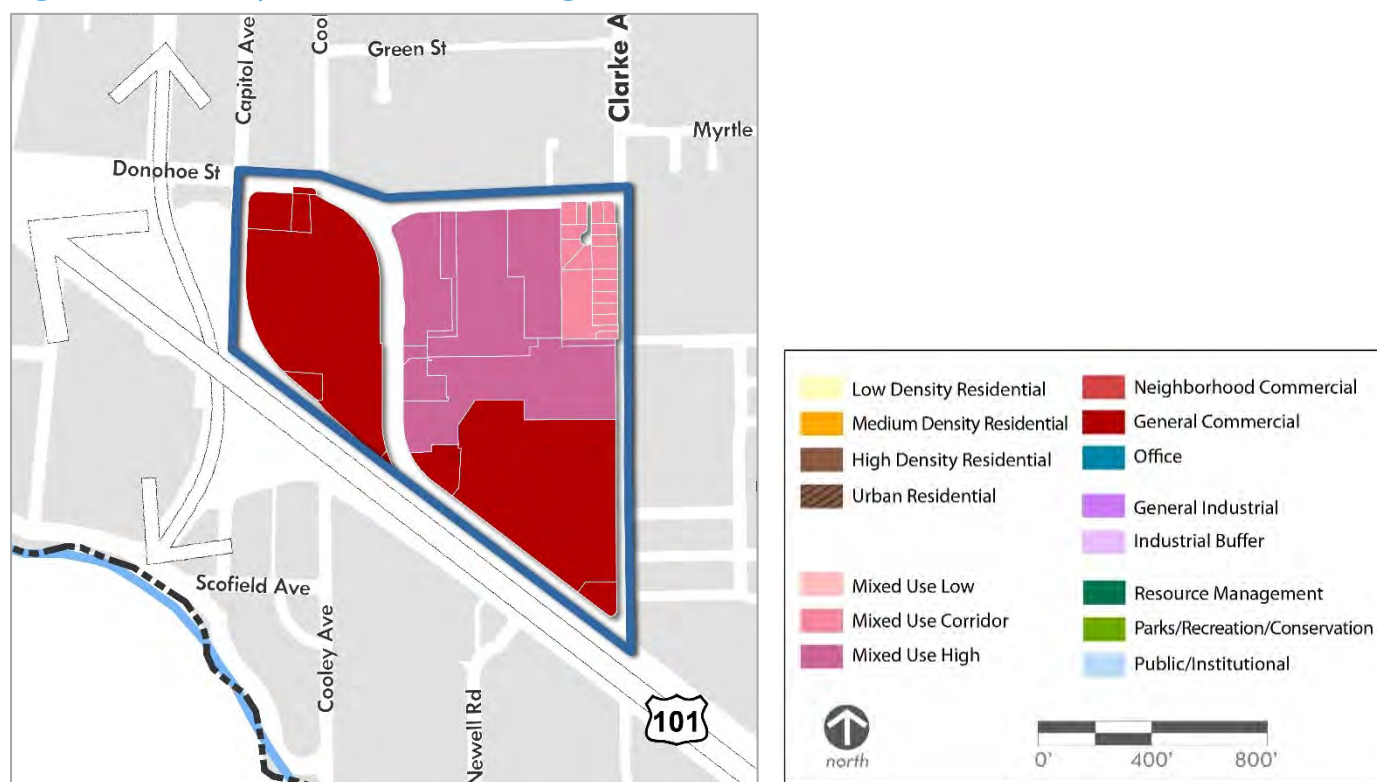 Capitol Ave
Green St
Clarke A
Myrtle
Donohoe St
Scofield Ave
Cooley Ave
Newell Rd
101
Low Density Residential
Medium Density Residential
High Density Residential
Urban Residential
Mixed Use Low
Mixed Use Corridor
Mixed Use High
Neighborhood Commercial
General Commercial
Office
General Industrial
Industrial Buffer
Resource Management
Parks/Recreation/Conservation
Public/Institutional
north
0' 400' 800'